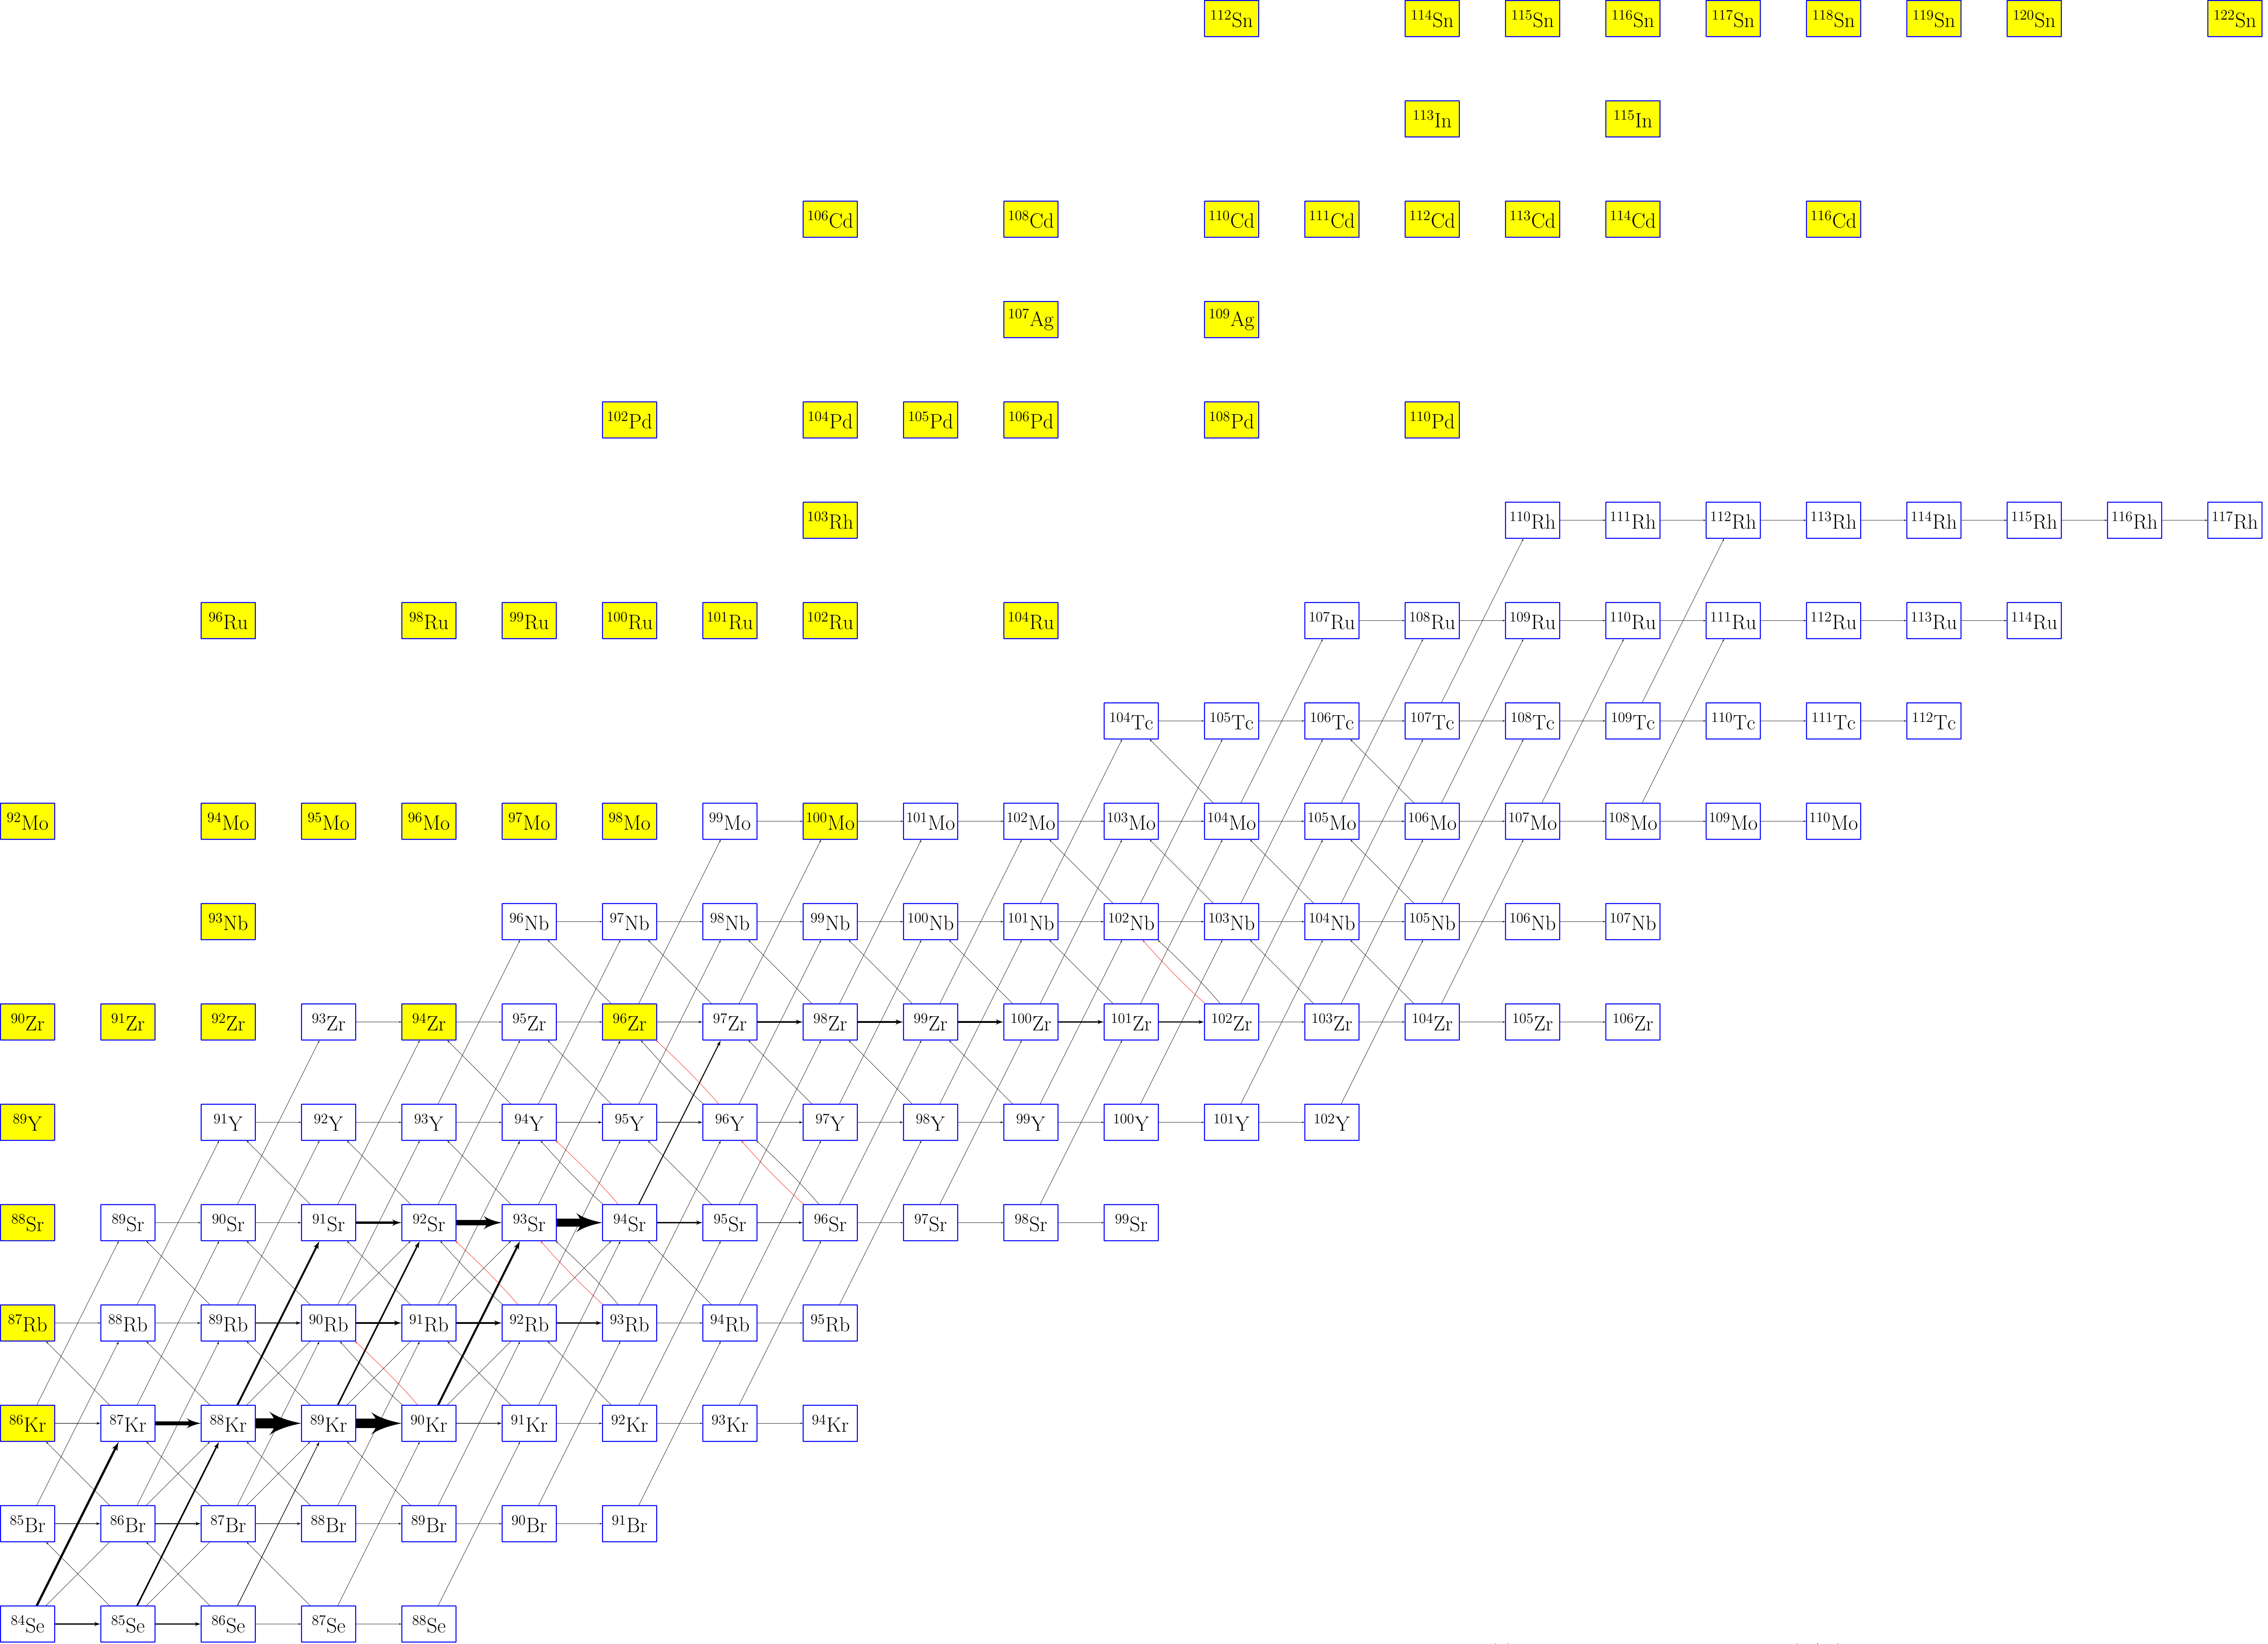 ¹¹²Sn ¹¹⁴Sn ¹¹⁵Sn ¹¹⁶Sn ¹¹⁷Sn ¹¹⁸Sn ¹¹⁹Sn ¹²⁰Sn ¹²²Sn
¹¹³In ¹¹⁵In
¹⁰⁶Cd ¹⁰⁸Cd ¹¹⁰Cd ¹¹¹Cd ¹¹²Cd ¹¹³Cd ¹¹⁴Cd ¹¹⁶Cd
¹⁰⁷Ag ¹⁰⁹Ag
¹⁰²Pd ¹⁰⁴Pd ¹⁰⁵Pd ¹⁰⁶Pd ¹⁰⁸Pd ¹¹⁰Pd
¹⁰³Rh ¹¹⁰Rh ¹¹¹Rh ¹¹²Rh ¹¹³Rh ¹¹⁴Rh ¹¹⁵Rh ¹¹⁶Rh ¹¹⁷Rh
⁹⁶Ru ⁹⁸Ru ⁹⁹Ru ¹⁰⁰Ru ¹⁰¹Ru ¹⁰²Ru ¹⁰⁴Ru ¹⁰⁷Ru ¹⁰⁸Ru ¹⁰⁹Ru ¹¹⁰Ru ¹¹¹Ru ¹¹²Ru ¹¹³Ru ¹¹⁴Ru
¹⁰⁴Tc ¹⁰⁵Tc ¹⁰⁶Tc ¹⁰⁷Tc ¹⁰⁸Tc ¹⁰⁹Tc ¹¹⁰Tc ¹¹¹Tc ¹¹²Tc
⁹²Mo ⁹⁴Mo ⁹⁵Mo ⁹⁶Mo ⁹⁷Mo ⁹⁸Mo ⁹⁹Mo ¹⁰⁰Mo ¹⁰¹Mo ¹⁰²Mo ¹⁰³Mo ¹⁰⁴Mo ¹⁰⁵Mo ¹⁰⁶Mo ¹⁰⁷Mo ¹⁰⁸Mo ¹⁰⁹Mo ¹¹⁰Mo
⁹³Nb ⁹⁶Nb ⁹⁷Nb ⁹⁸Nb ⁹⁹Nb ¹⁰⁰Nb ¹⁰¹Nb ¹⁰²Nb ¹⁰³Nb ¹⁰⁴Nb ¹⁰⁵Nb ¹⁰⁶Nb ¹⁰⁷Nb
⁹⁰Zr ⁹¹Zr ⁹²Zr ⁹³Zr ⁹⁴Zr ⁹⁵Zr ⁹⁶Zr ⁹⁷Zr ⁹⁸Zr ⁹⁹Zr ¹⁰⁰Zr ¹⁰¹Zr ¹⁰²Zr ¹⁰³Zr ¹⁰⁴Zr ¹⁰⁵Zr ¹⁰⁶Zr
⁸⁹Y ⁹¹Y ⁹²Y ⁹³Y ⁹⁴Y ⁹⁵Y ⁹⁶Y ⁹⁷Y ⁹⁸Y ⁹⁹Y ¹⁰⁰Y ¹⁰¹Y ¹⁰²Y
⁸⁸Sr ⁸⁹Sr ⁹⁰Sr ⁹¹Sr ⁹²Sr ⁹³Sr ⁹⁴Sr ⁹⁵Sr ⁹⁶Sr ⁹⁷Sr ⁹⁸Sr ⁹⁹Sr
⁸⁷Rb ⁸⁸Rb ⁸⁹Rb ⁹⁰Rb ⁹¹Rb ⁹²Rb ⁹³Rb ⁹⁴Rb ⁹⁵Rb
⁸⁶Kr ⁸⁷Kr ⁸⁸Kr ⁸⁹Kr ⁹⁰Kr ⁹¹Kr ⁹²Kr ⁹³Kr ⁹⁴Kr
⁸⁵Br ⁸⁶Br ⁸⁷Br ⁸⁸Br ⁸⁹Br ⁹⁰Br ⁹¹Br
⁸⁴Se ⁸⁵Se ⁸⁶Se ⁸⁷Se ⁸⁸Se